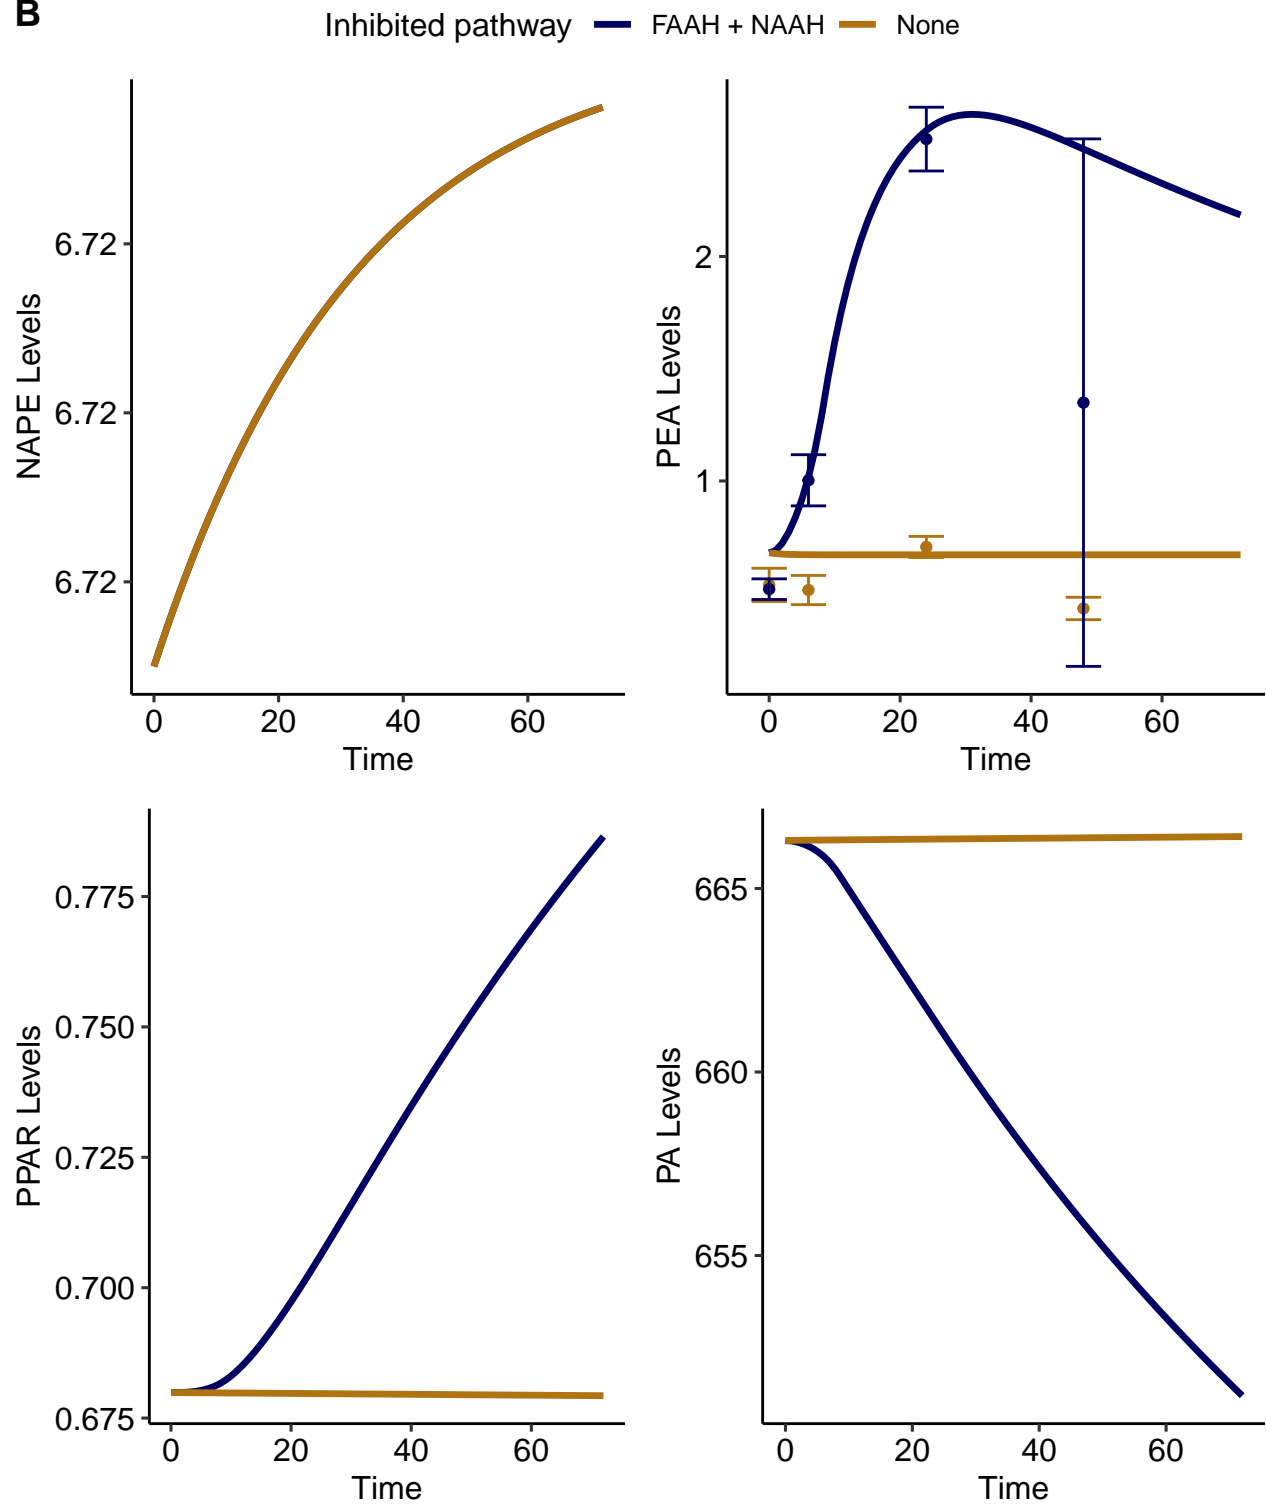 B
Inhibited pathway FAAH + NAAH None
NAPE Levels
6.72
6.72
6.72
0 20 40 60
Time
PEA Levels
2
1
0 20 40 60
Time
PPAR Levels
0.775
0.750
0.725
0.700
0.675
0 20 40 60
Time
PA Levels
665
660
655
0 20 40 60
Time